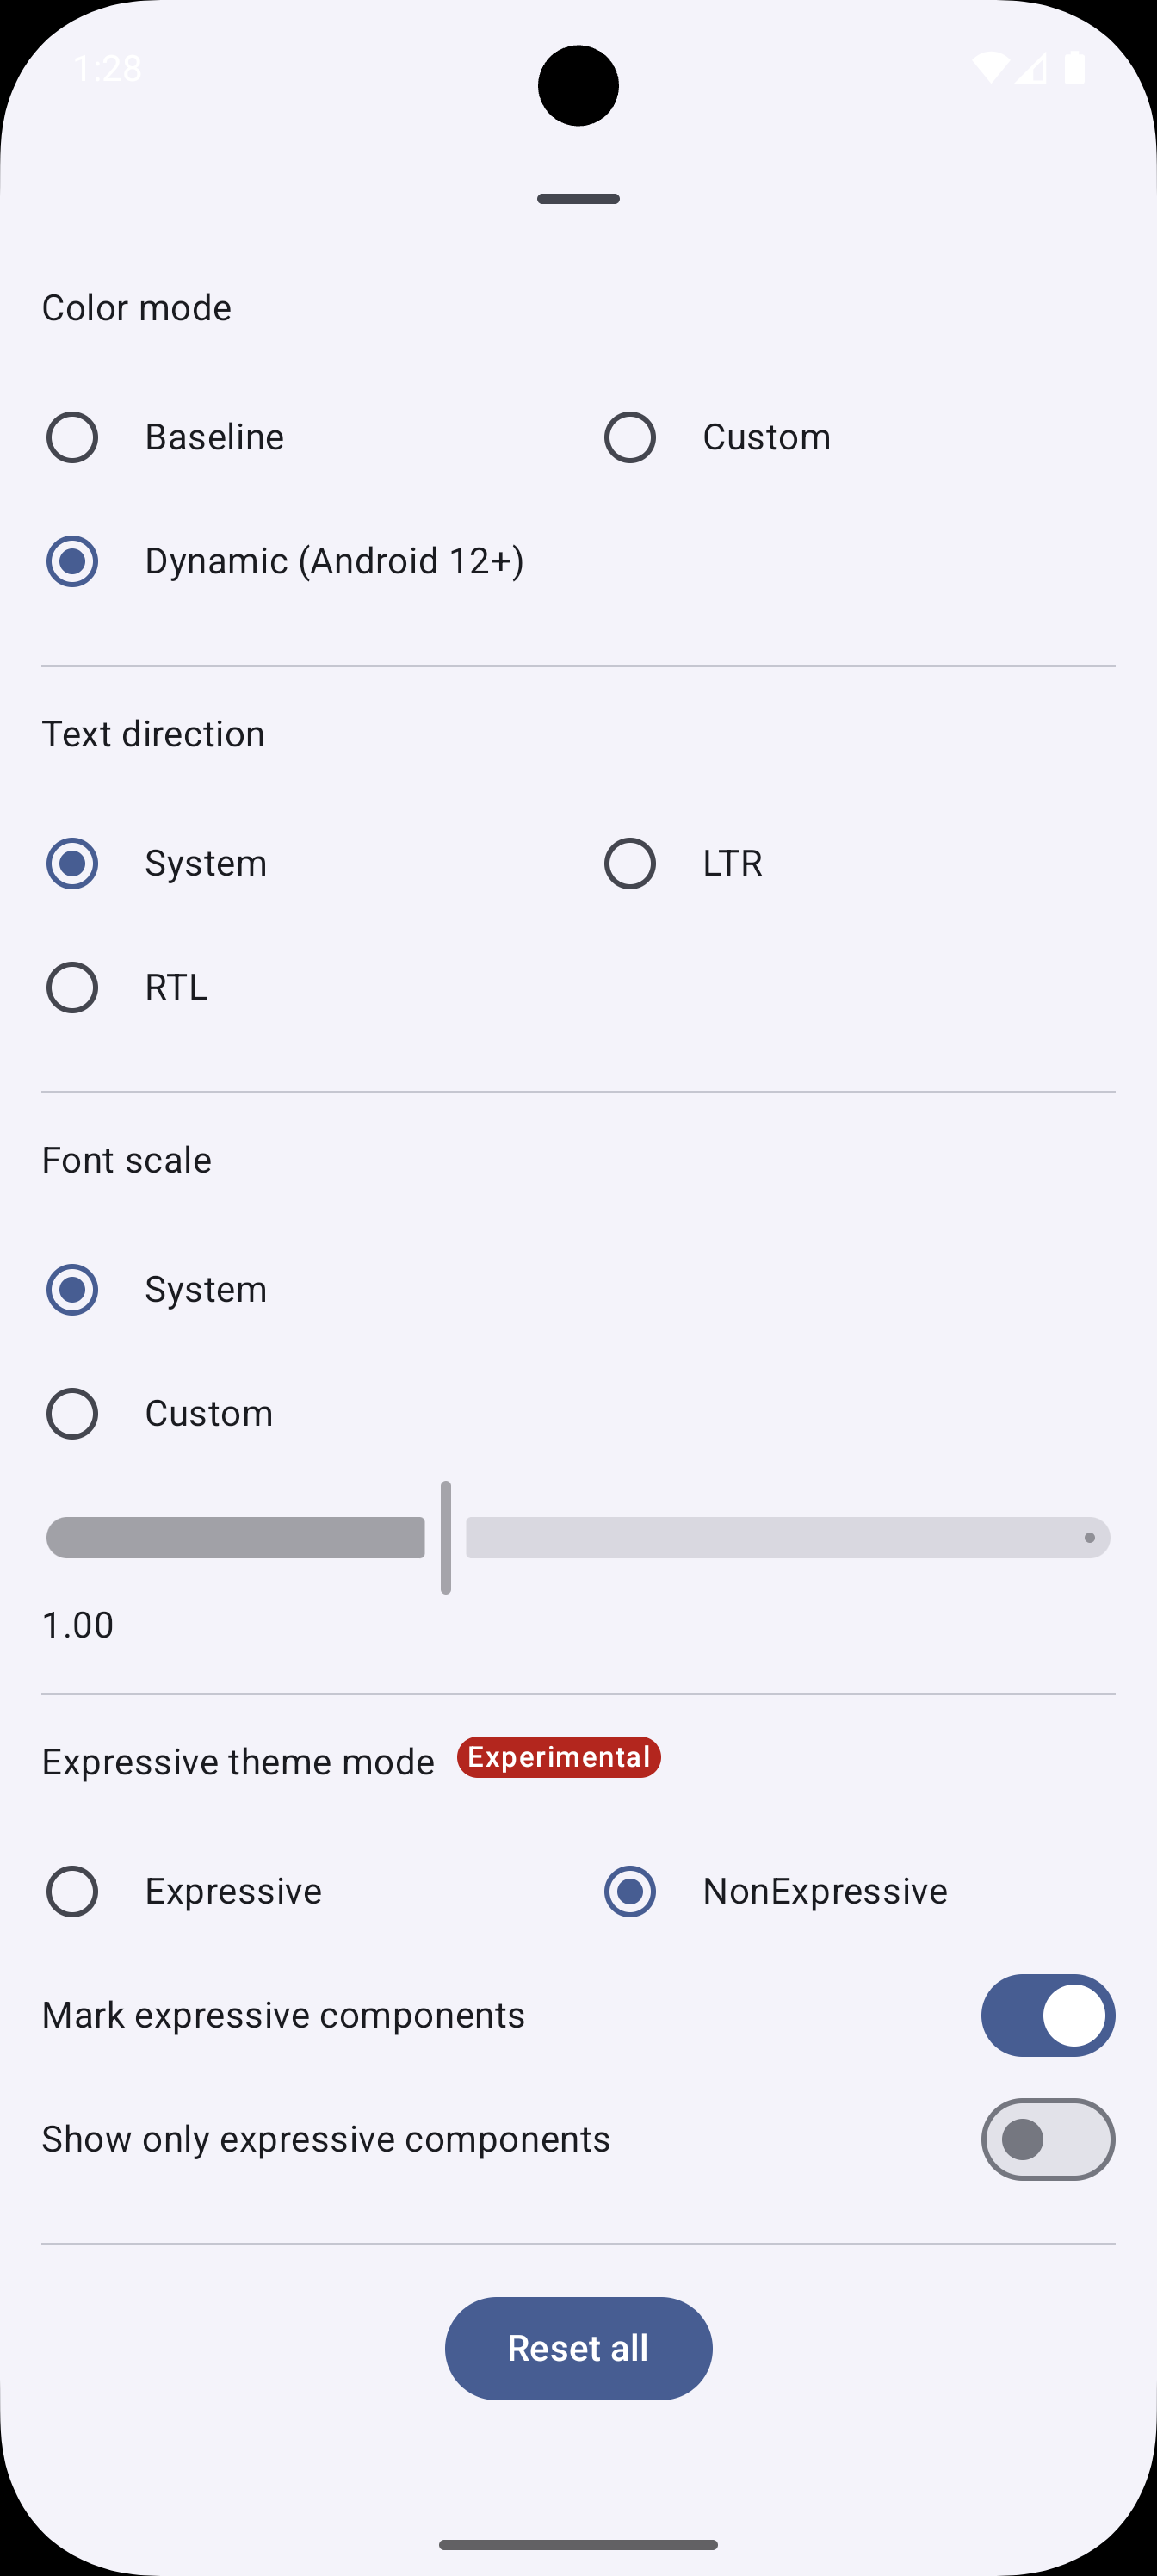 1:28
Color mode
Baseline Custom
Dynamic (Android 12+)
Text direction
System LTR
RTL
Font scale
System
Custom
1.00
Expressive theme mode Experimental
Expressive NonExpressive
Mark expressive components
Show only expressive components
Reset all